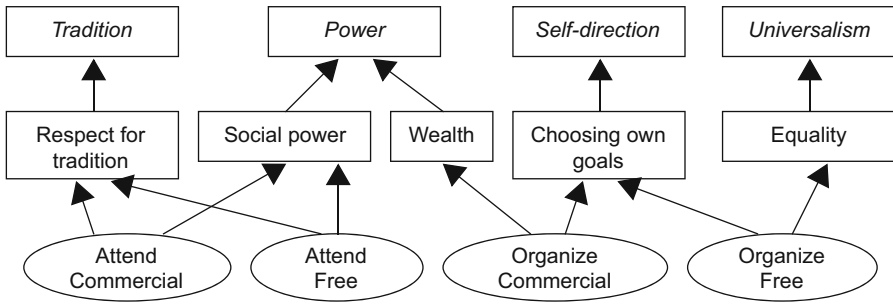 Tradition
Power
Self-direction
Universalism
Respect for
tradition
Social power
Wealth
Choosing own
goals
Equality
Attend
Commercial
Attend
Free
Organize
Commercial
Organize
Free